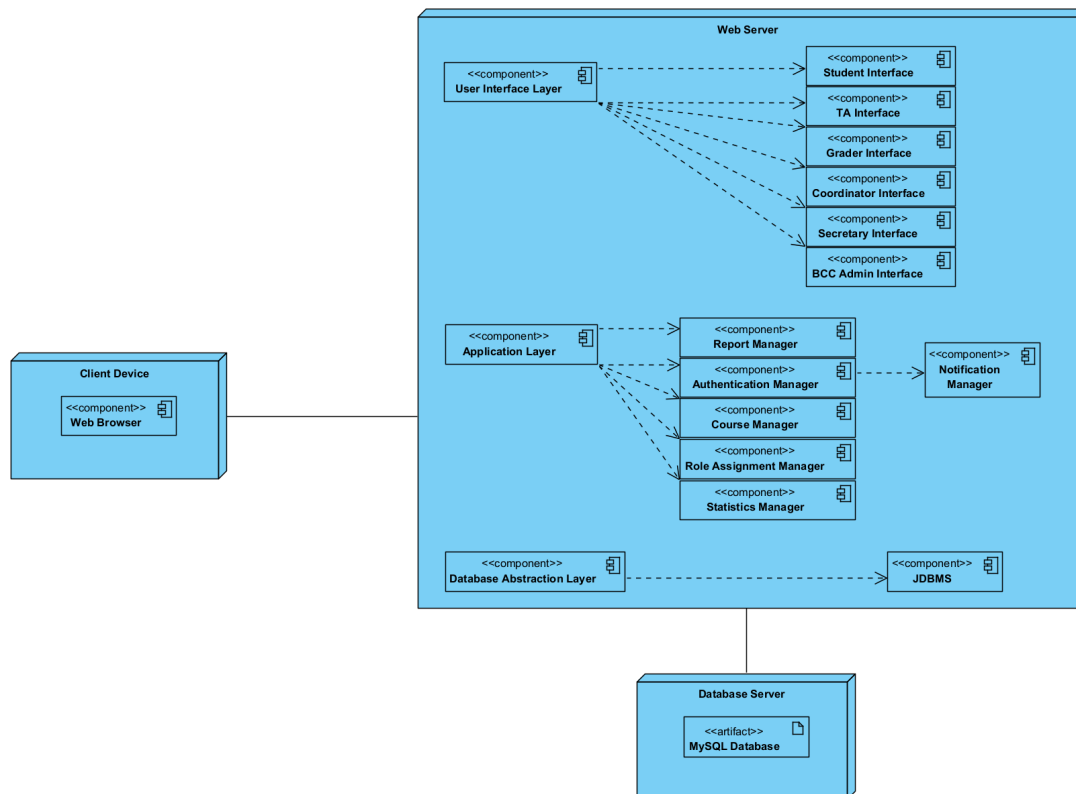 Web Server
<<component>>
User Interface Layer
<<component>>
Student Interface
<<component>>
TA Interface
<<component>>
Grader Interface
<<component>>
Coordinator Interface
<<component>>
Secretary Interface
<<component>>
BCC Admin Interface
<<component>>
Application Layer
<<component>>
Report Manager
<<component>>
Authentication Manager
<<component>>
Course Manager
<<component>>
Role Assignment Manager
<<component>>
Statistics Manager
<<component>>
Notification
Manager
Client Device
<<component>>
Web Browser
<<component>>
Database Abstraction Layer
<<component>>
JDBMS
Database Server
<<artifact>>
MySQL Database